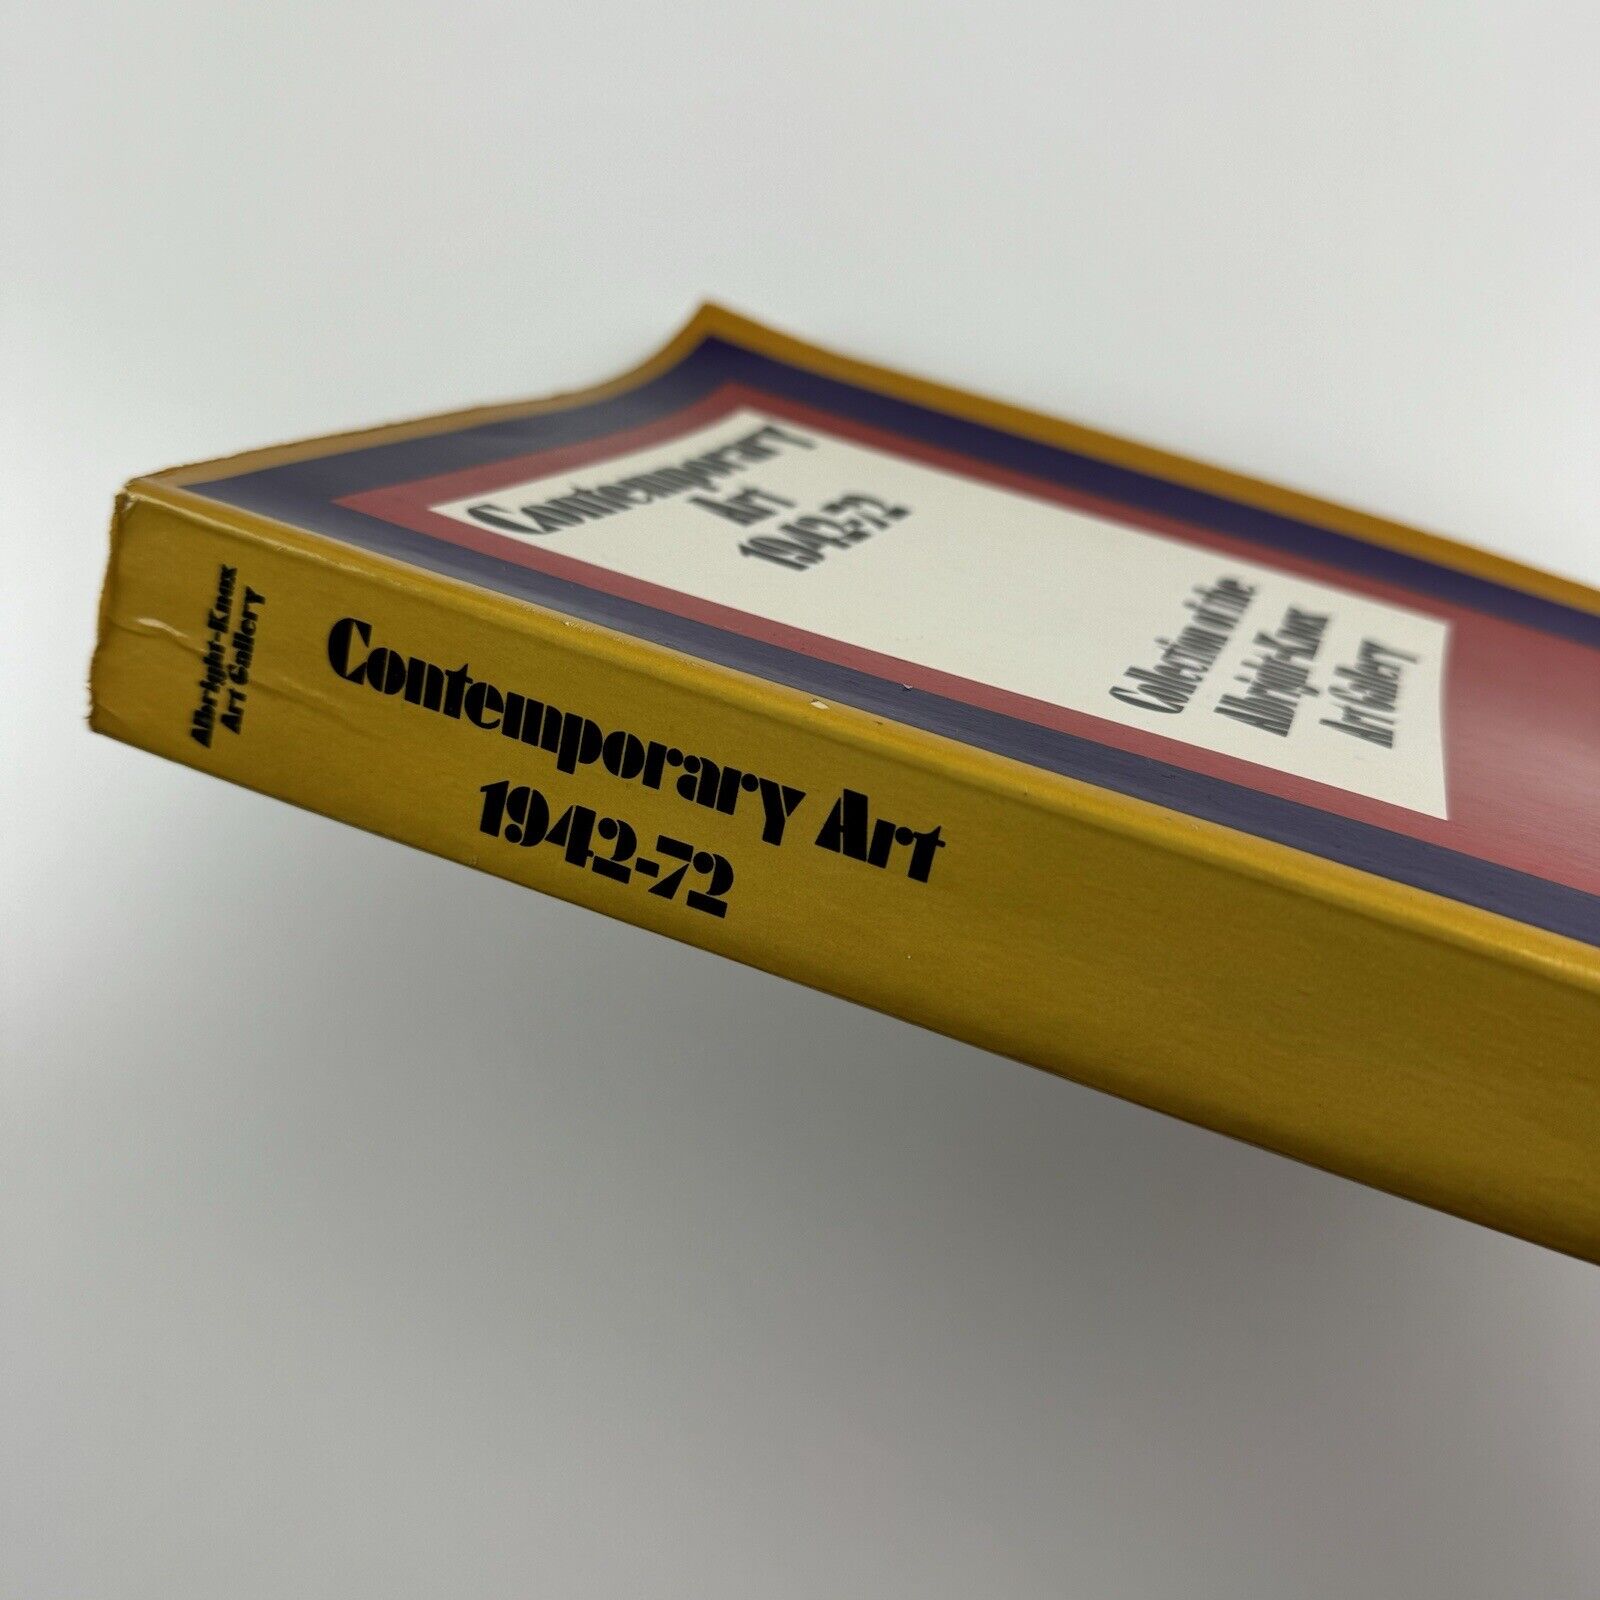 Contemporary
Art
1942-72
Collection of the
Albright-Knox
Art Gallery
Albright-Knox
Art Gallery
Contemporary Art
1942-72